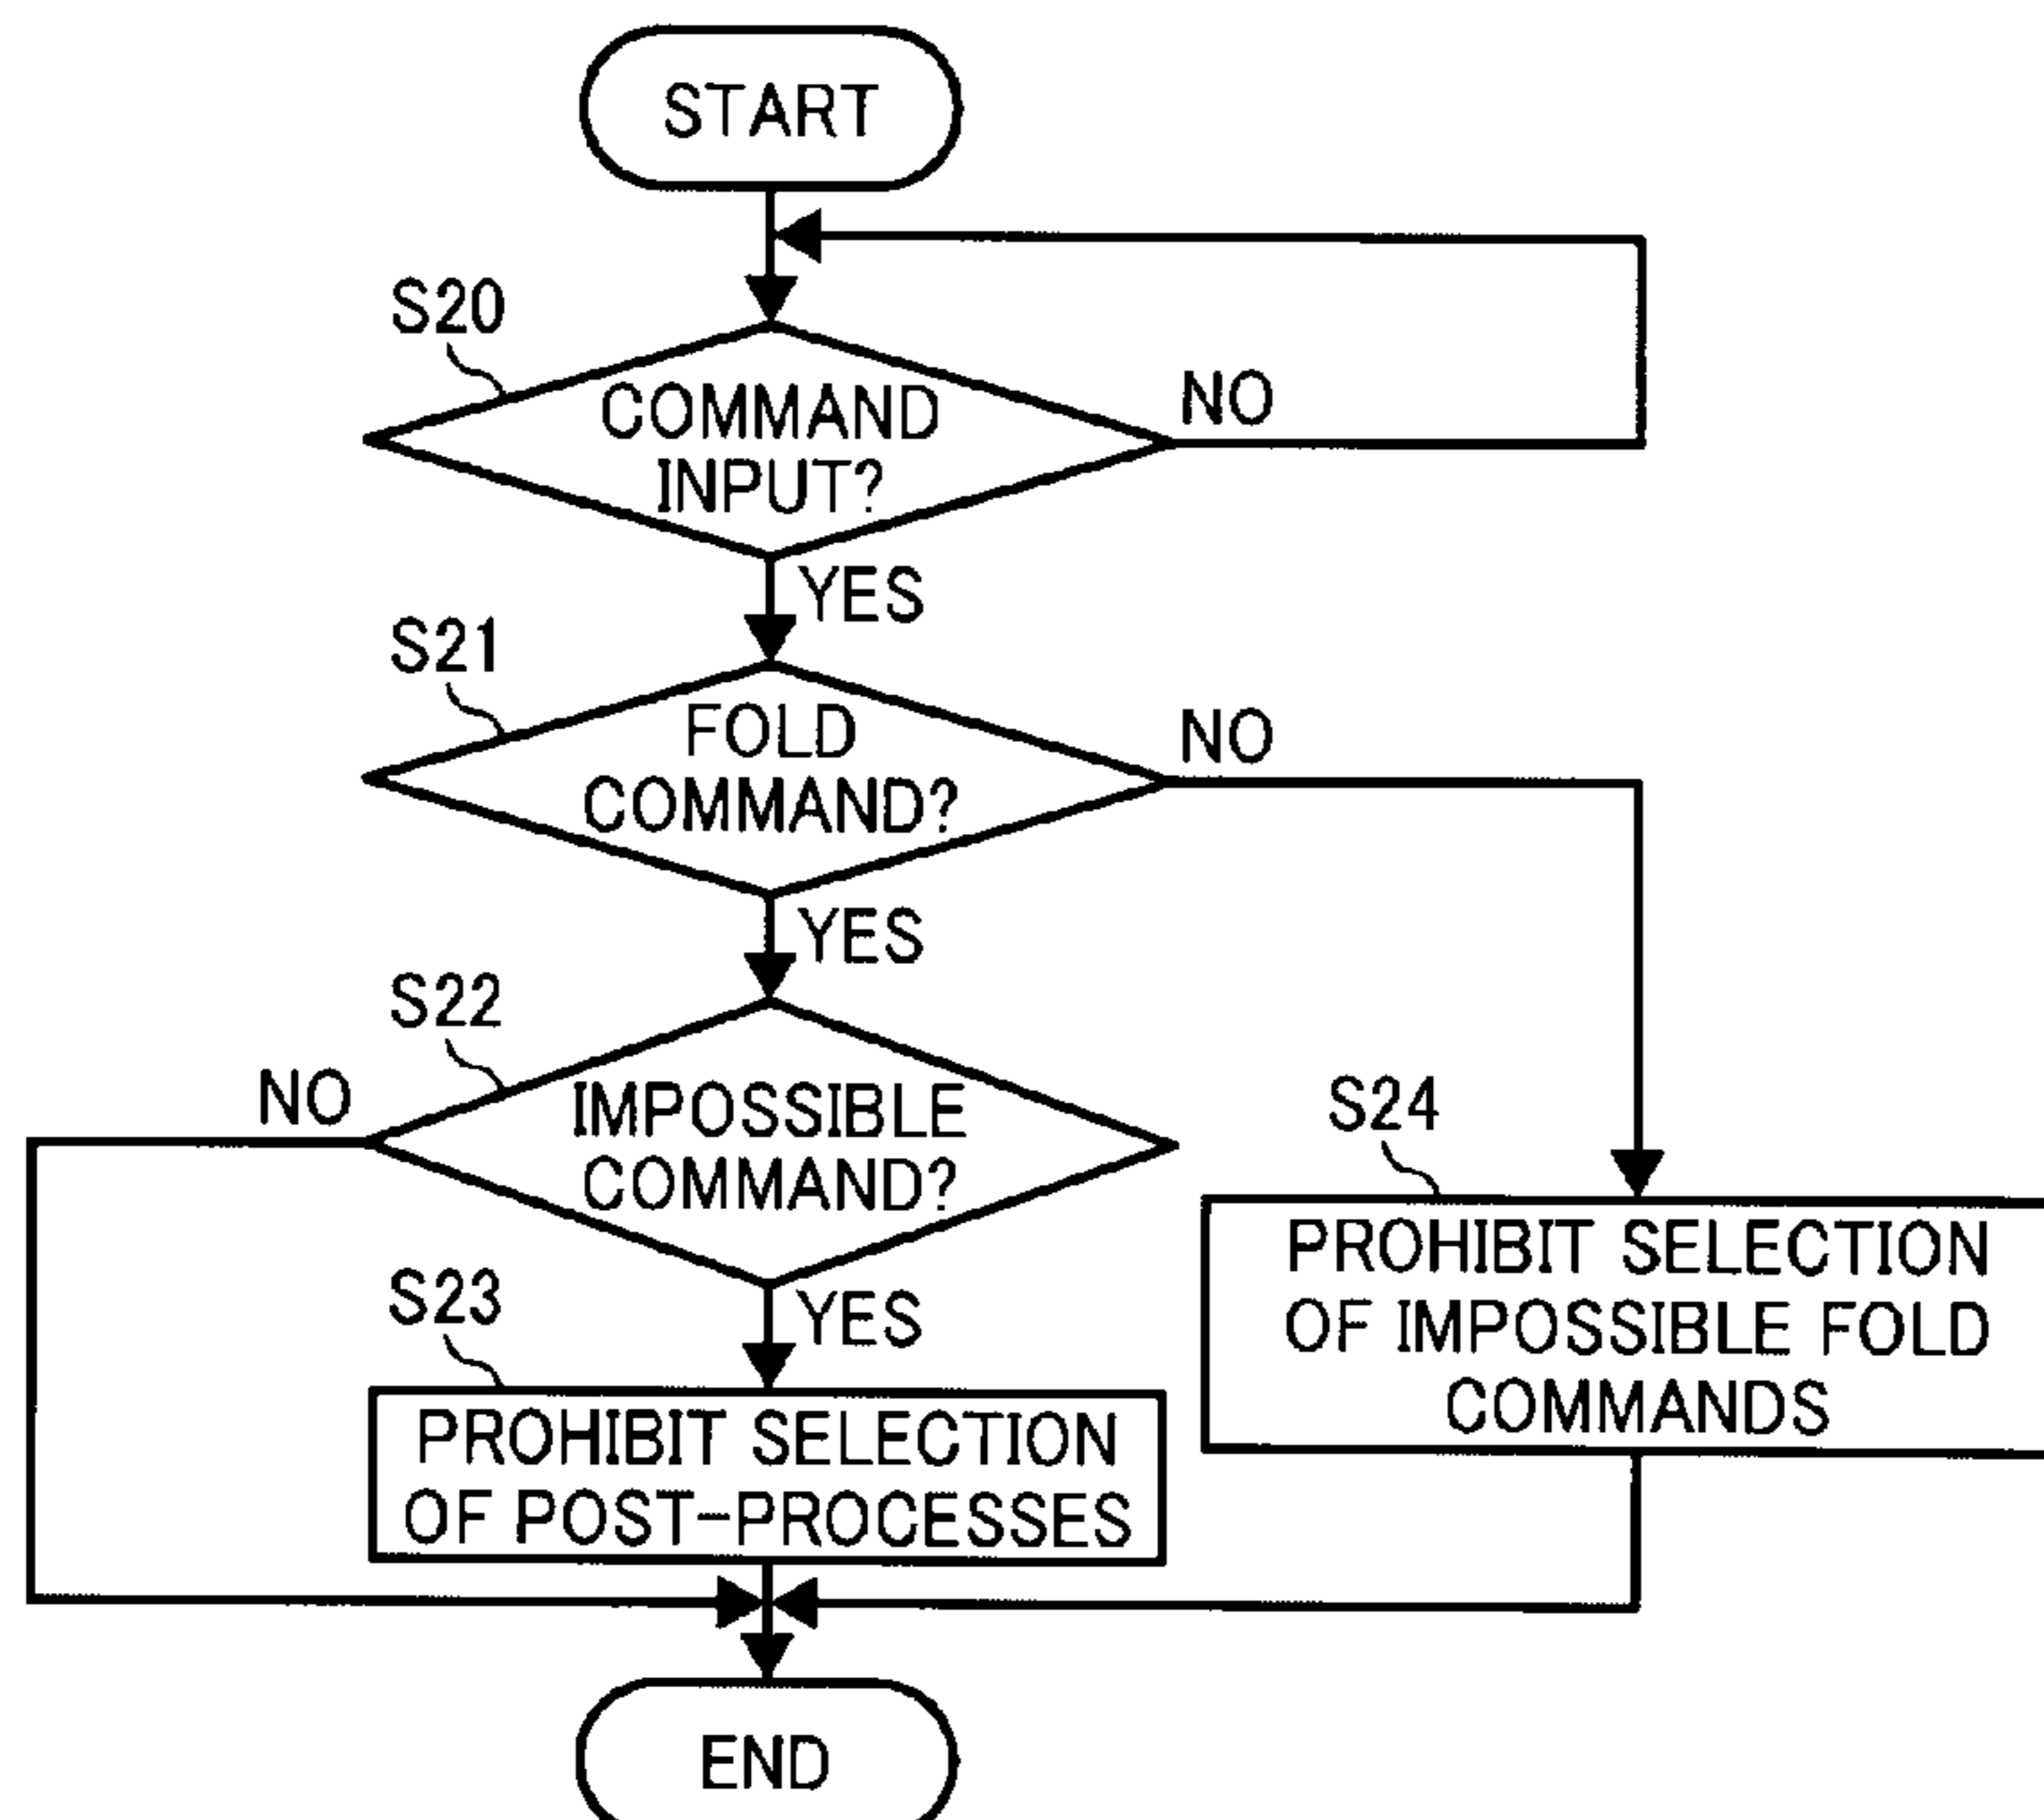 START
S20
COMMAND
INPUT?
NO
YES
S21
FOLD
COMMAND?
NO
YES
S22
NO
IMPOSSIBLE
COMMAND?
YES
S23
PROHIBIT SELECTION
OF POST-PROCESSES
S24
PROHIBIT SELECTION
OF IMPOSSIBLE FOLD
COMMANDS
END